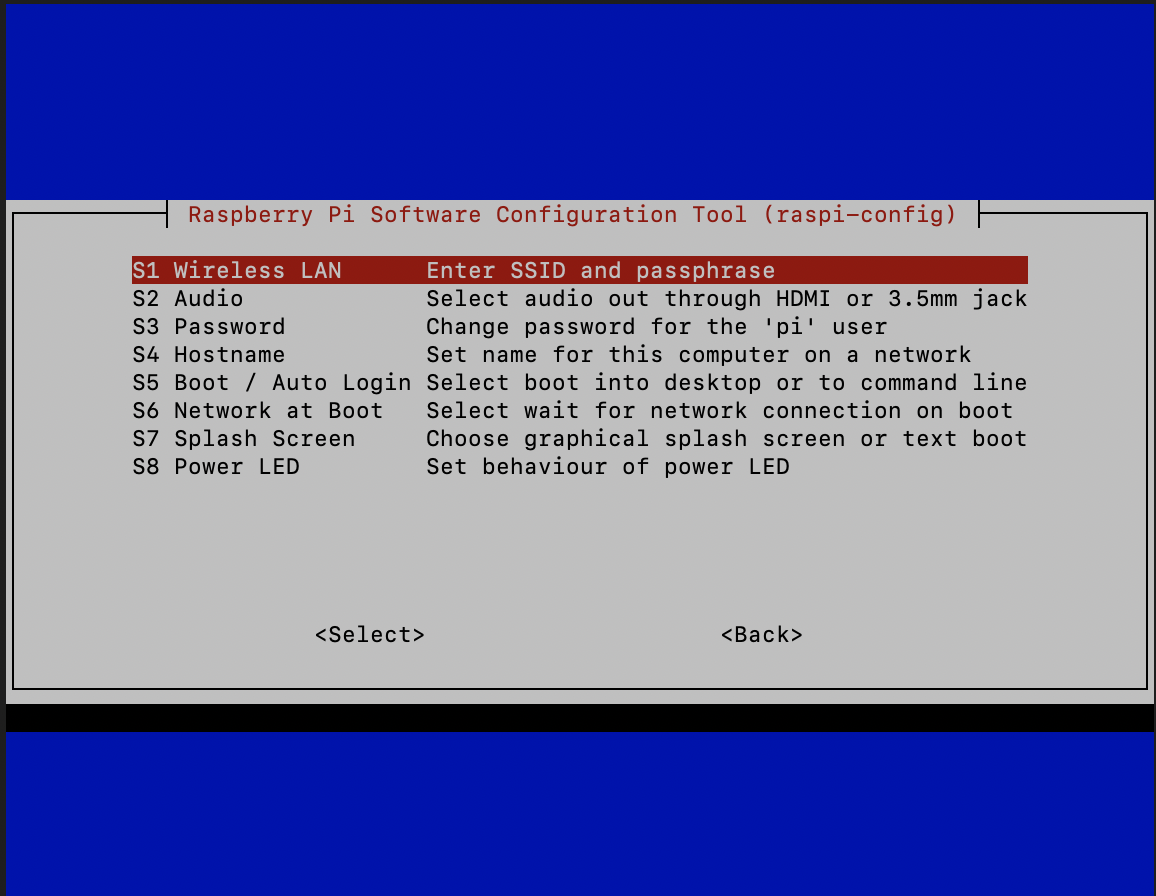 Raspberry Pi Software Configuration Tool (raspi-config)
S1 Wireless LAN Enter SSID and passphrase
S2 Audio Select audio out through HDMI or 3.5mm jack
S3 Password Change password for the 'pi' user
S4 Hostname Set name for this computer on a network
S5 Boot / Auto Login Select boot into desktop or to command line
S6 Network at Boot Select wait for network connection on boot
S7 Splash Screen Choose graphical splash screen or text boot
S8 Power LED Set behaviour of power LED
<Select> <Back>